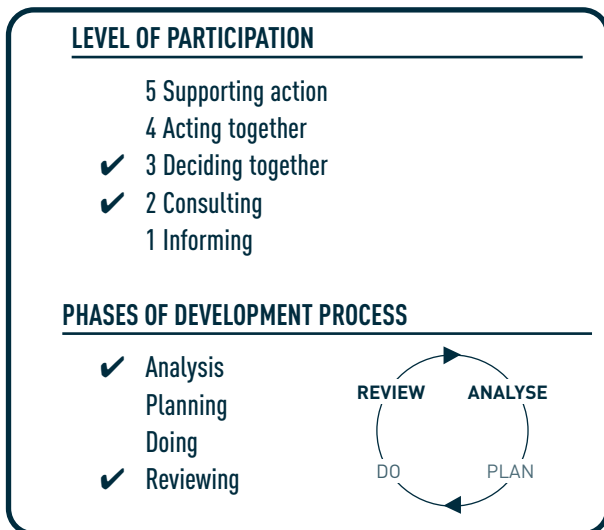 LEVEL OF PARTICIPATION
5 Supporting action
4 Acting together
✔ 3 Deciding together
✔ 2 Consulting
1 Informing
PHASES OF DEVELOPMENT PROCESS
✔ Analysis
Planning
Doing
✔ Reviewing
REVIEW ANALYSE
DO PLAN